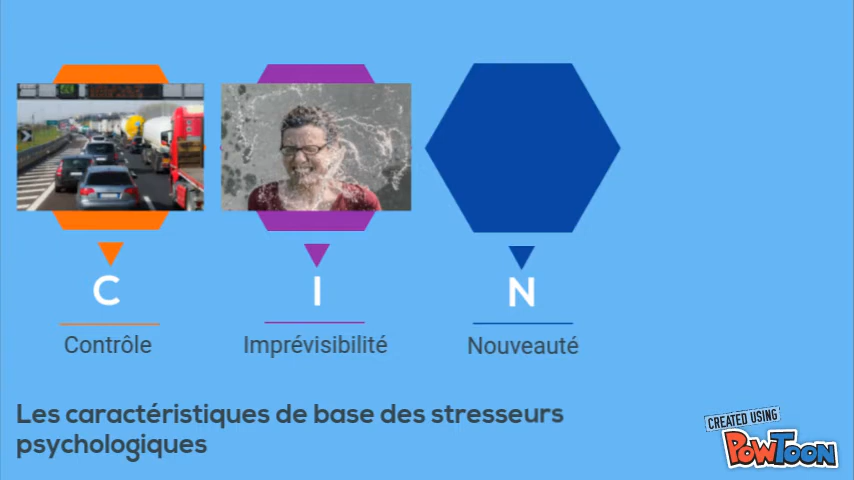 C
I
N
Contrôle
Imprévisibilité
Nouveauté
Les caractéristiques de base des stresseurs
psychologiques
CREATED USING
POWTOON